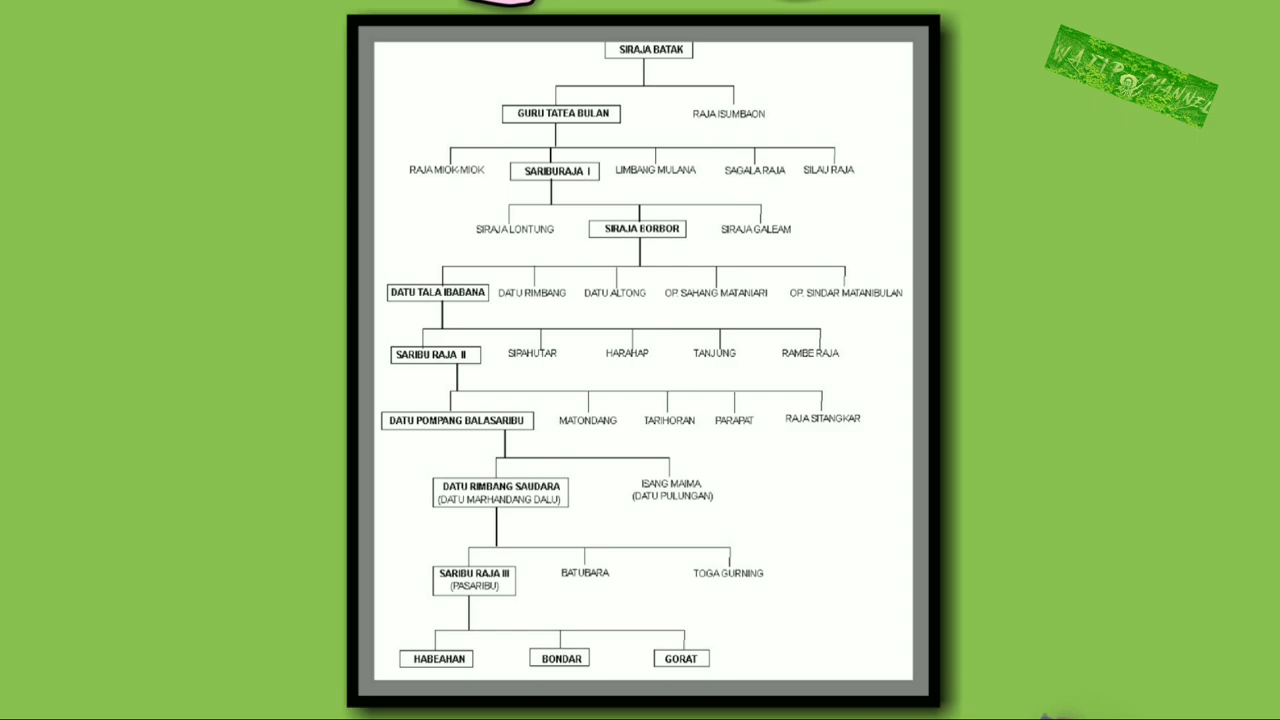 SIRAJA BATAK
GURU TATEA BULAN RAJA ISUMBAON
RAJA MIOK-MIOK SARIBURAJA I LIMBANG MULANA SAGALA RAJA SILAU RAJA
SIRAJA LONTUNG SIRAJA BORBOR SIRAJA GALEAM
DATU TALA IBABANA DATU RIMBANG DATU ALTONG OP. SAHANG MATANIARI OP. SINDAR MATANIBULAN
SARIBU RAJA II SIPAHUTAR HARAHAP TANJUNG RAMBE RAJA
DATU POMPANG BALASARIBU MATONDANG TARIHORAN PARAPAT RAJA SITANGKAR
DATU RIMBANG SAUDARA ISANG MAIMA
(DATU MARHANDANG DALU) (DATU PULUNGAN)
SARIBU RAJA III BATUBARA TOGA GURNING
(PASARIBU)
HABEAHAN BONDAR GORAT
WAJIP CHANNEL